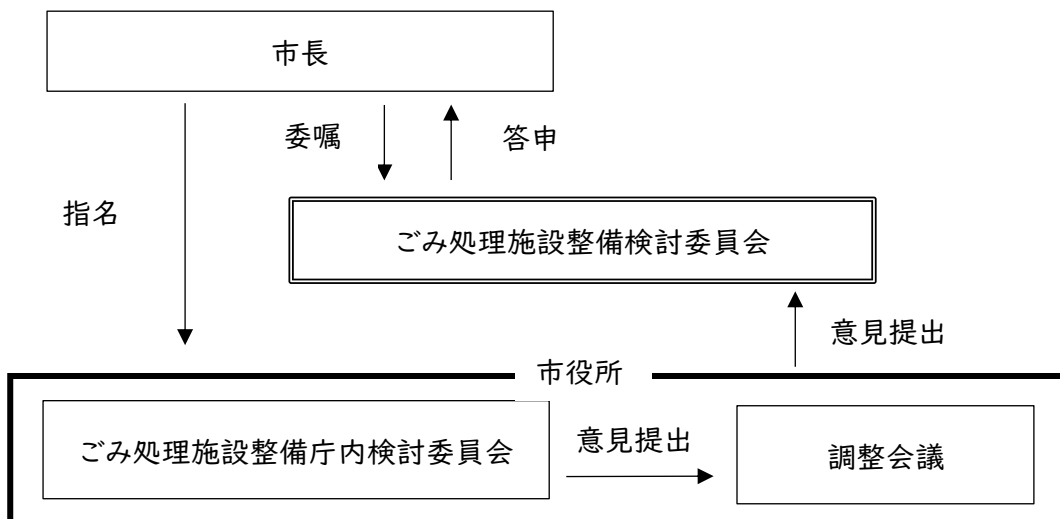 市長
委嘱
答申
指名
ごみ処理施設整備検討委員会
意見提出
市役所
ごみ処理施設整備庁内検討委員会
意見提出
調整会議